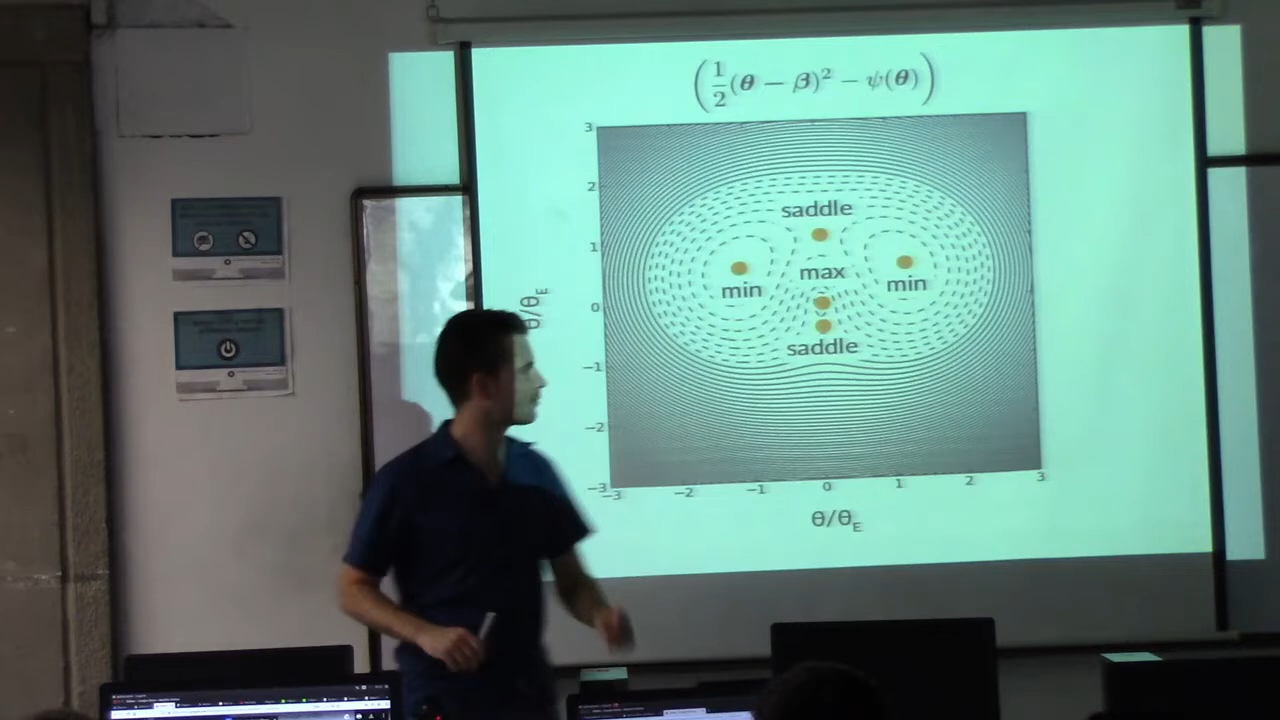 (1/2(θ − β)² − ψ(θ))
3
2
1
0
−1
−2
−3
saddle
max
min
min
saddle
θ/θ_E
−3 −2 −1 0 1 2 3
θ/θ_E